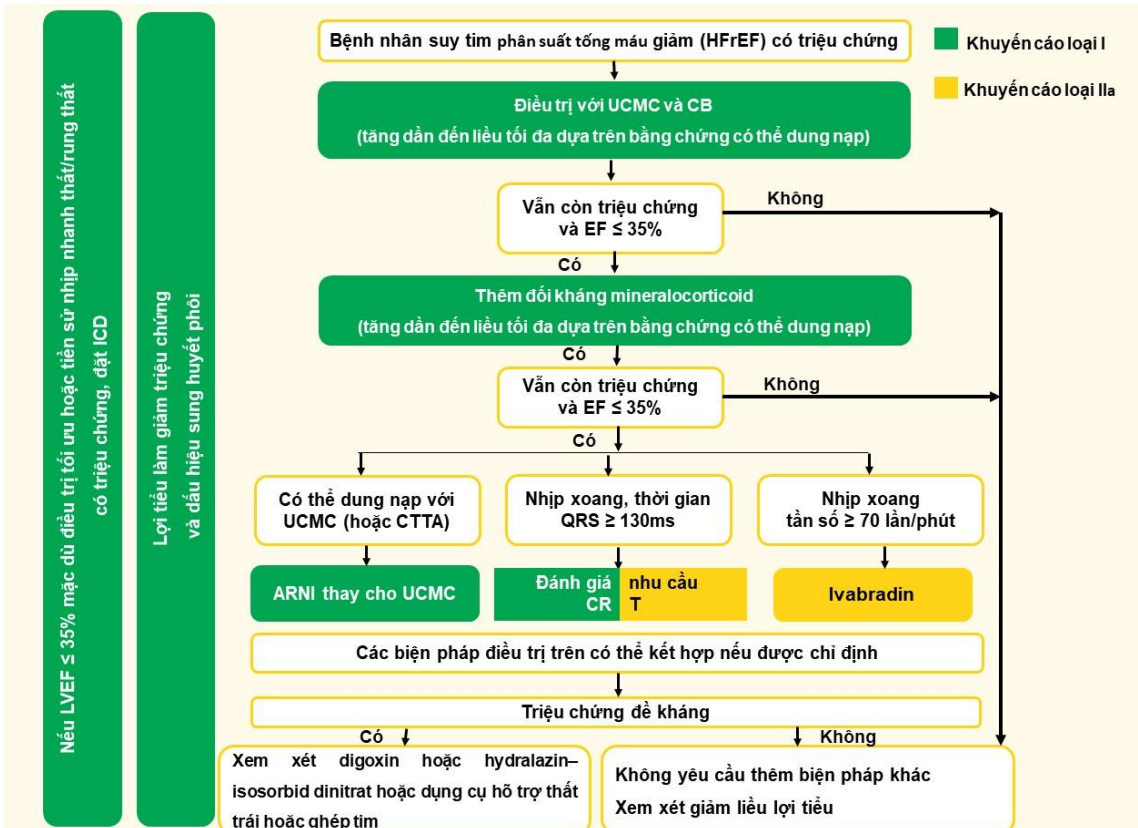 Nếu LVEF ≤ 35% mặc dù điều trị tối ưu hoặc tiền sử nhịp nhanh thất/rung thất
có triệu chứng, đặt ICD
Lợi tiểu làm giảm triệu chứng
và dấu hiệu sung huyết phổi
Bệnh nhân suy tim phân suất tống máu giảm (HFrEF) có triệu chứng
Khuyến cáo loại I
Khuyến cáo loại IIa
Điều trị với UCMC và CB
(tăng dần đến liều tối đa dựa trên bằng chứng có thể dung nạp)
Vẫn còn triệu chứng
và EF ≤ 35%
Không
Có
Thêm đối kháng mineralocorticoid
(tăng dần đến liều tối đa dựa trên bằng chứng có thể dung nạp)
Có
Vẫn còn triệu chứng
và EF ≤ 35%
Không
Có
Có thể dung nạp với
UCMC (hoặc CTTA)
Nhịp xoang, thời gian
QRS ≥ 130ms
Nhịp xoang
tần số ≥ 70 lần/phút
ARNI thay cho UCMC
Đánh giá nhu cầu
CR T
Ivabradin
Các biện pháp điều trị trên có thể kết hợp nếu được chỉ định
Triệu chứng đề kháng
Có
Không
Xem xét digoxin hoặc hydralazin–
isosorbid dinitrat hoặc dụng cụ hỗ trợ thất
trái hoặc ghép tim
Không yêu cầu thêm biện pháp khác
Xem xét giảm liều lợi tiểu